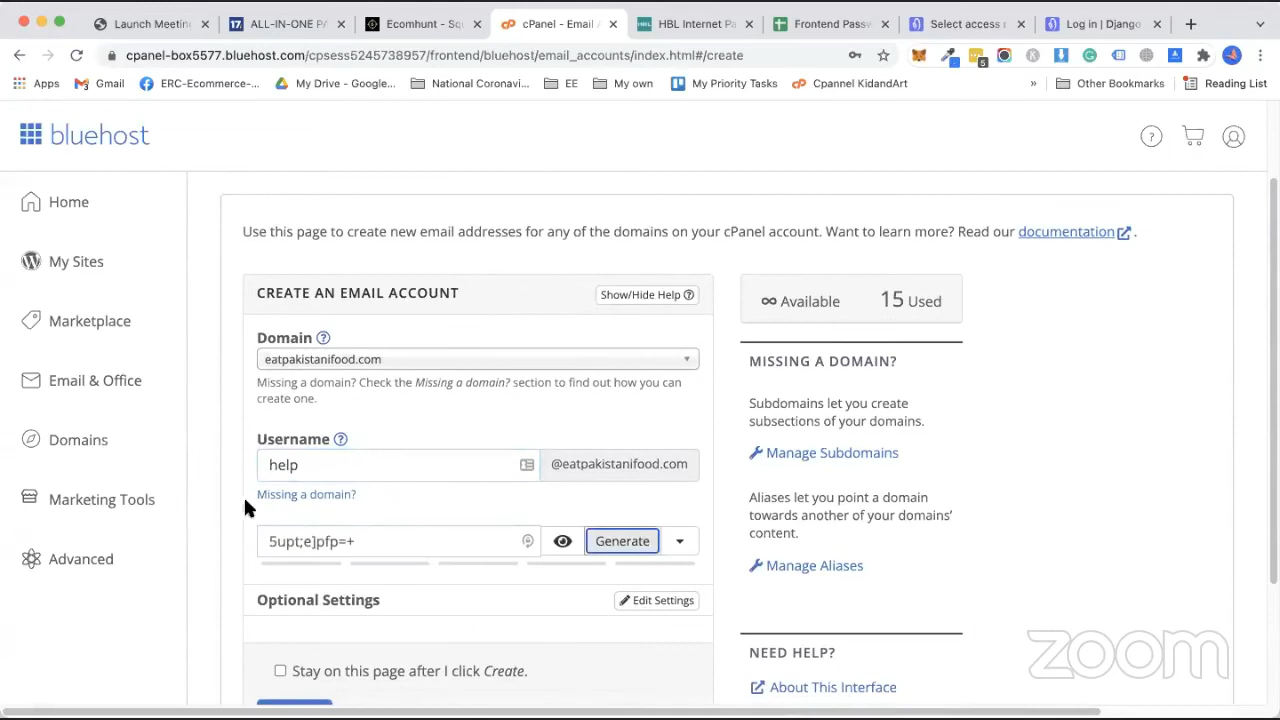 Launch Meetin
ALL-IN-ONE PA
Ecomhunt - Sq
cPanel - Email A
HBL Internet Pa
Frontend Passw
Select access
Log in | Django
cpanel-box5577.bluehost.com/cpsess5245738957/frontend/bluehost/email_accounts/index.html#/create
Apps
Gmail
ERC-Ecommerce-...
My Drive - Google...
National Coronavi...
EE
My own
My Priority Tasks
Cpannel KidandArt
»
Other Bookmarks
Reading List
bluehost
Home
My Sites
Marketplace
Email & Office
Domains
Marketing Tools
Advanced
Use this page to create new email addresses for any of the domains on your cPanel account. Want to learn more? Read our documentation .
CREATE AN EMAIL ACCOUNT
Show/Hide Help
Domain
eatpakistanifood.com
Missing a domain? Check the Missing a domain? section to find out how you can
create one.
Username
help
@eatpakistanifood.com
Missing a domain?
5upt;e]pfp=+
Generate
Optional Settings
Edit Settings
Stay on this page after I click Create.
∞ Available
15 Used
MISSING A DOMAIN?
Subdomains let you create
subsections of your domains.
Manage Subdomains
Aliases let you point a domain
towards another of your domains'
content.
Manage Aliases
NEED HELP?
About This Interface
zoom